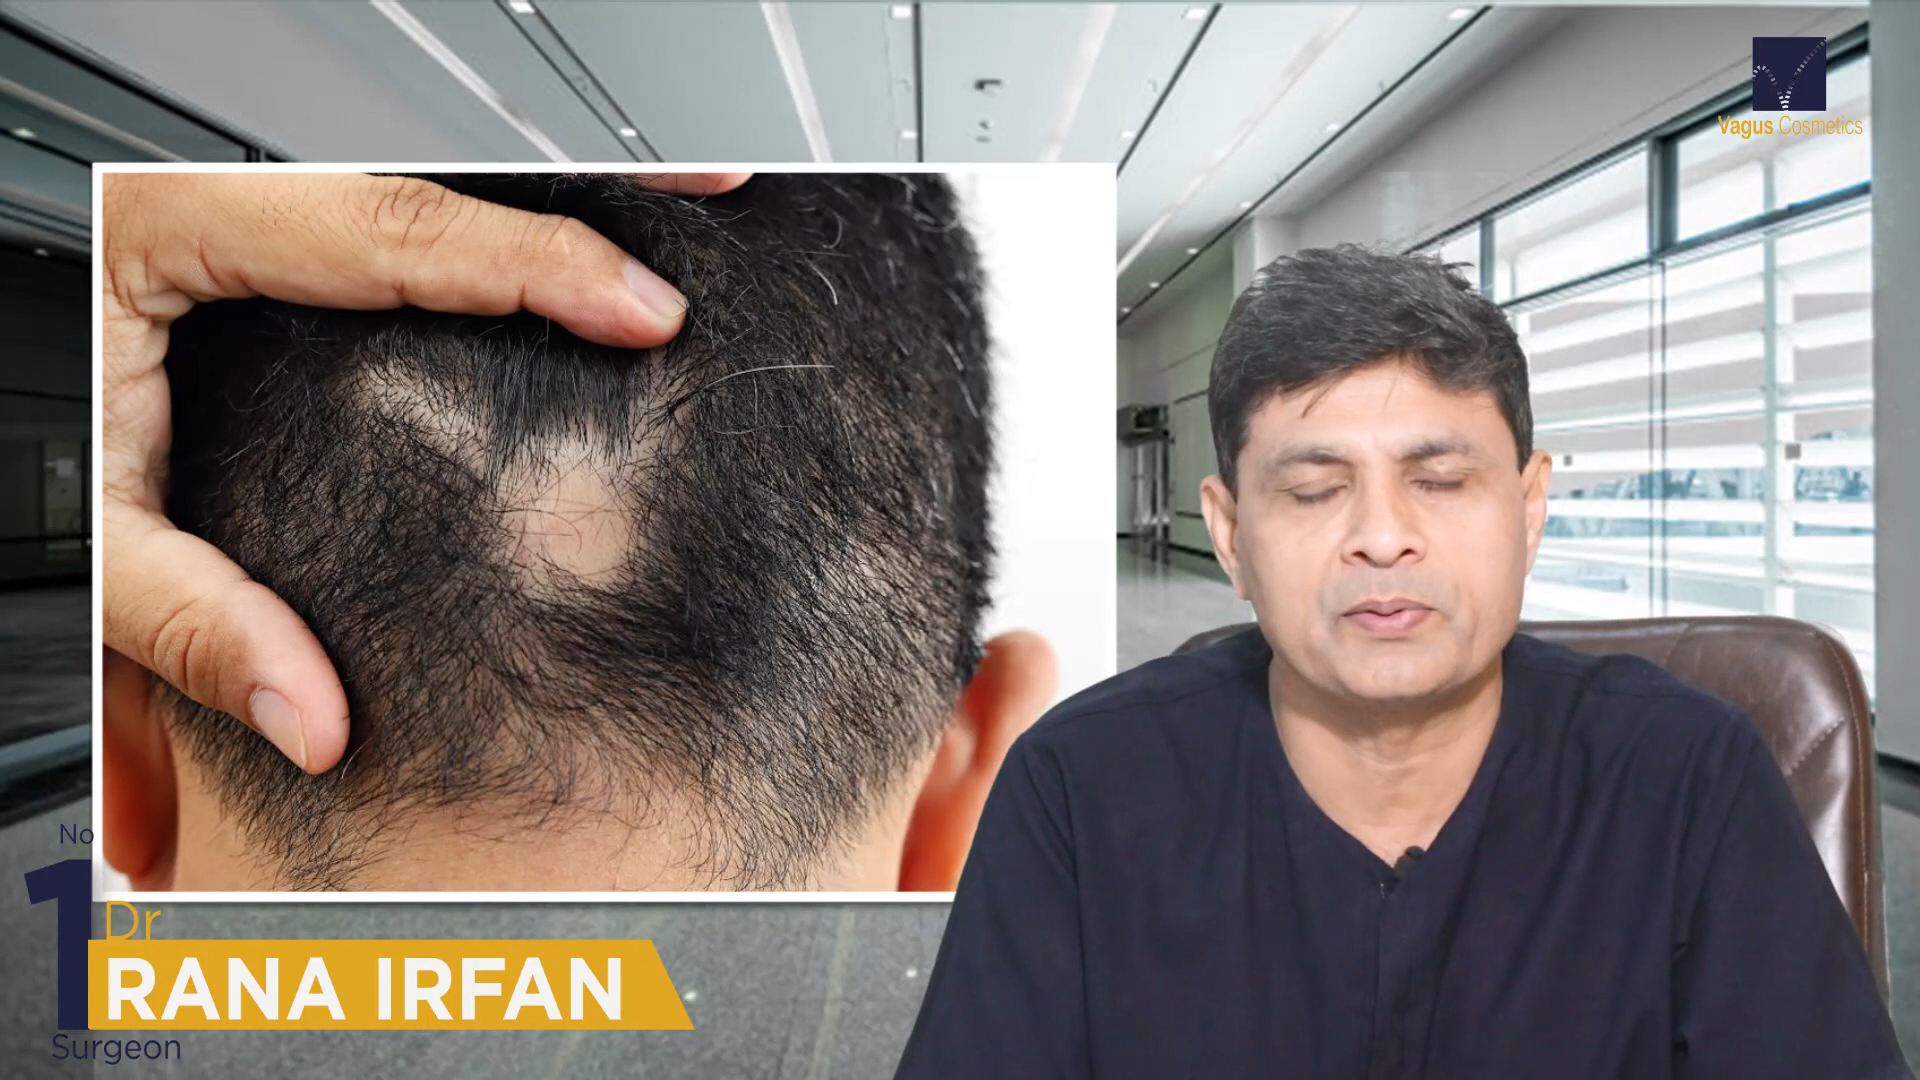 Vagus Cosmetics
No
1
Dr
RANA IRFAN
Surgeon